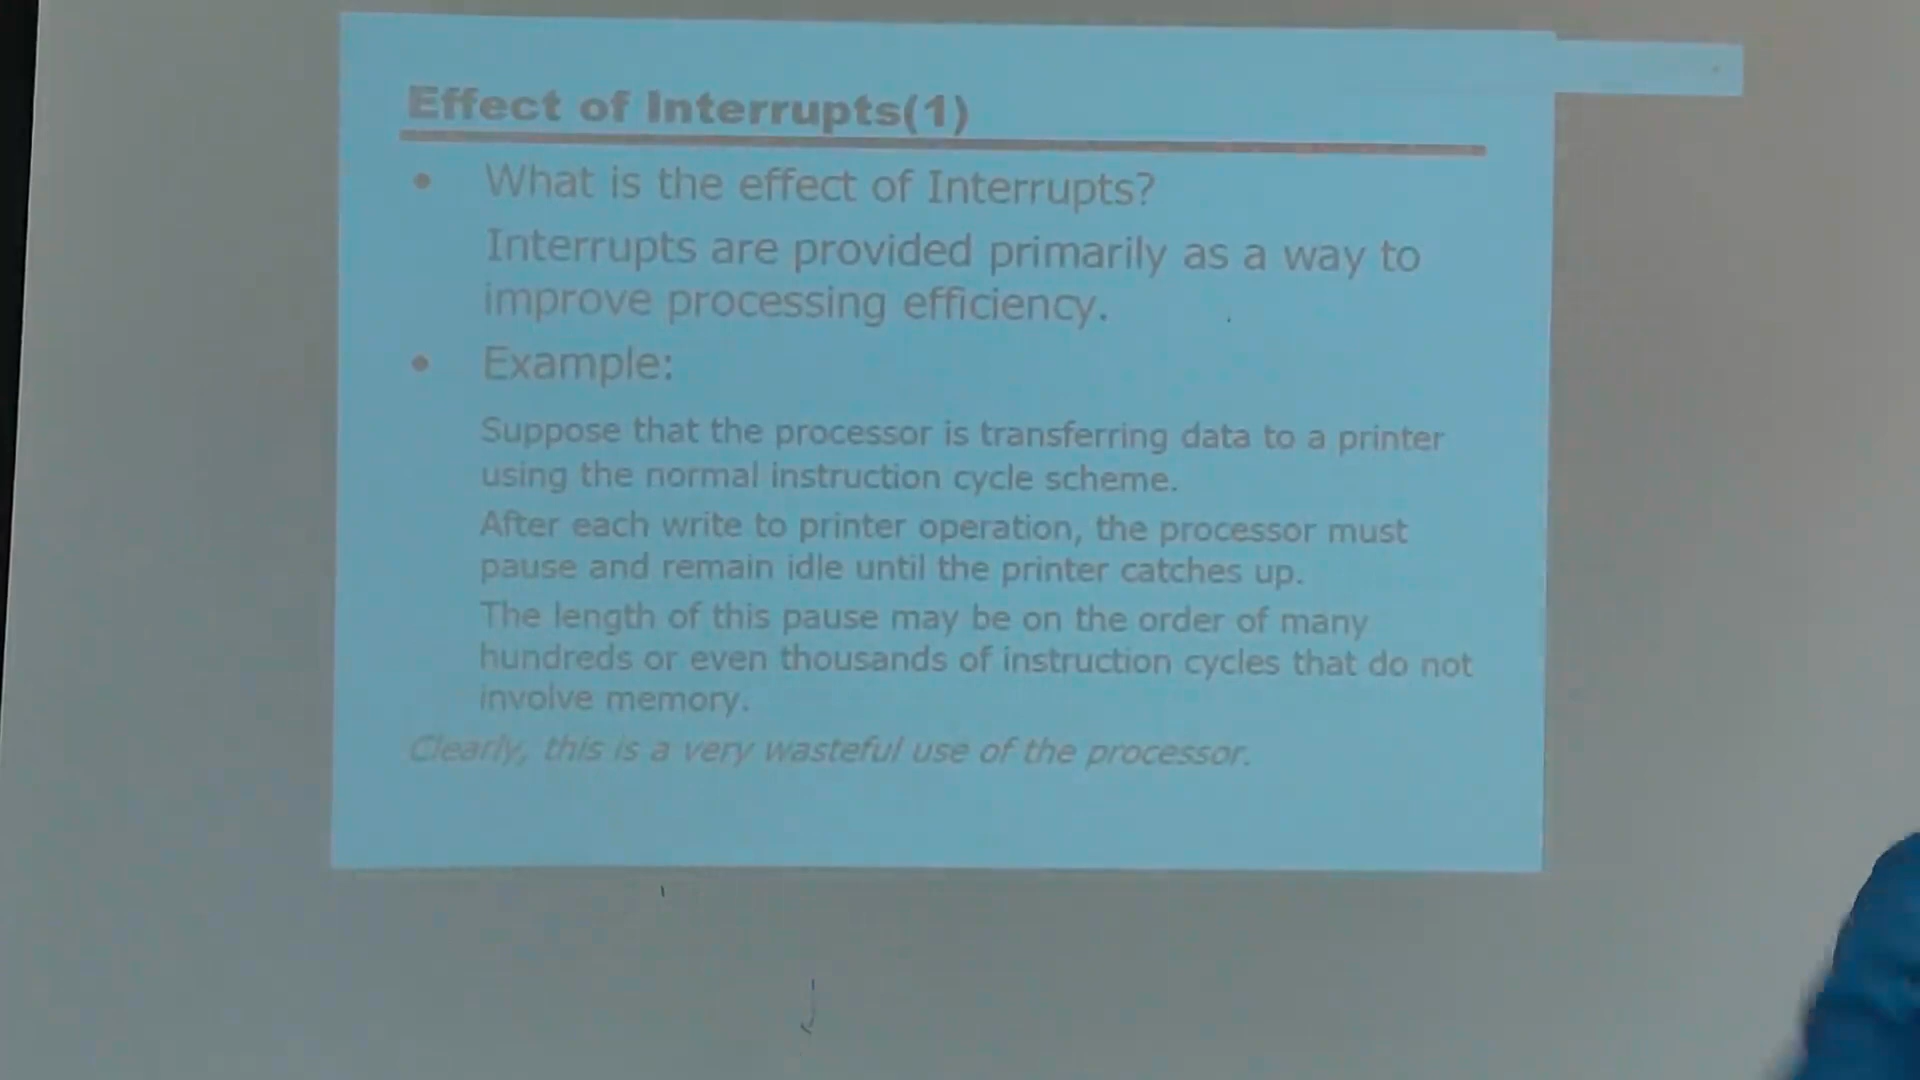 Effect of Interrupts(1)
• What is the effect of Interrupts?
Interrupts are provided primarily as a way to
improve processing efficiency.
• Example:
Suppose that the processor is transferring data to a printer
using the normal instruction cycle scheme.
After each write to printer operation, the processor must
pause and remain idle until the printer catches up.
The length of this pause may be on the order of many
hundreds or even thousands of instruction cycles that do not
involve memory.
Clearly, this is a very wasteful use of the processor.